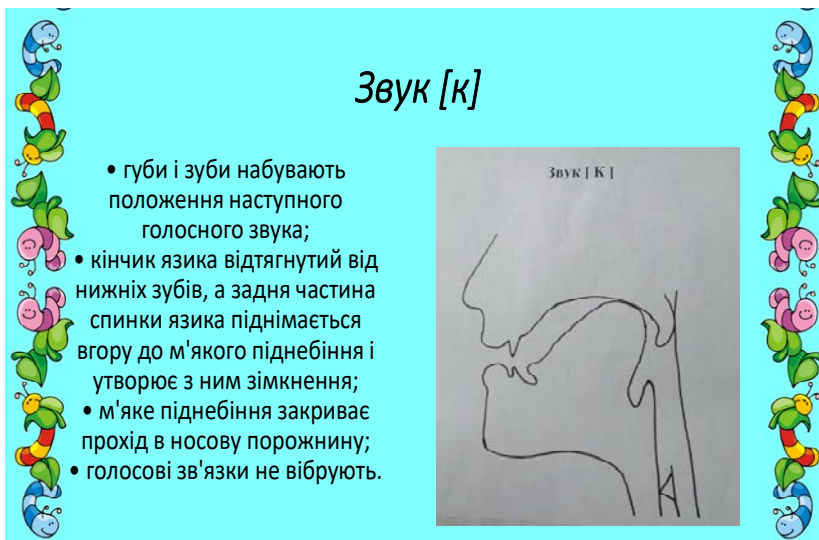 Звук [к]
• губи і зуби набувають
положення наступного
голосного звука;
• кінчик язика відтягнутий від
нижніх зубів, а задня частина
спинки язика піднімається
вгору до м'якого піднебіння і
утворює з ним зімкнення;
• м'яке піднебіння закриває
прохід в носову порожнину;
• голосові зв'язки не вібрують.
Звук [ К ]